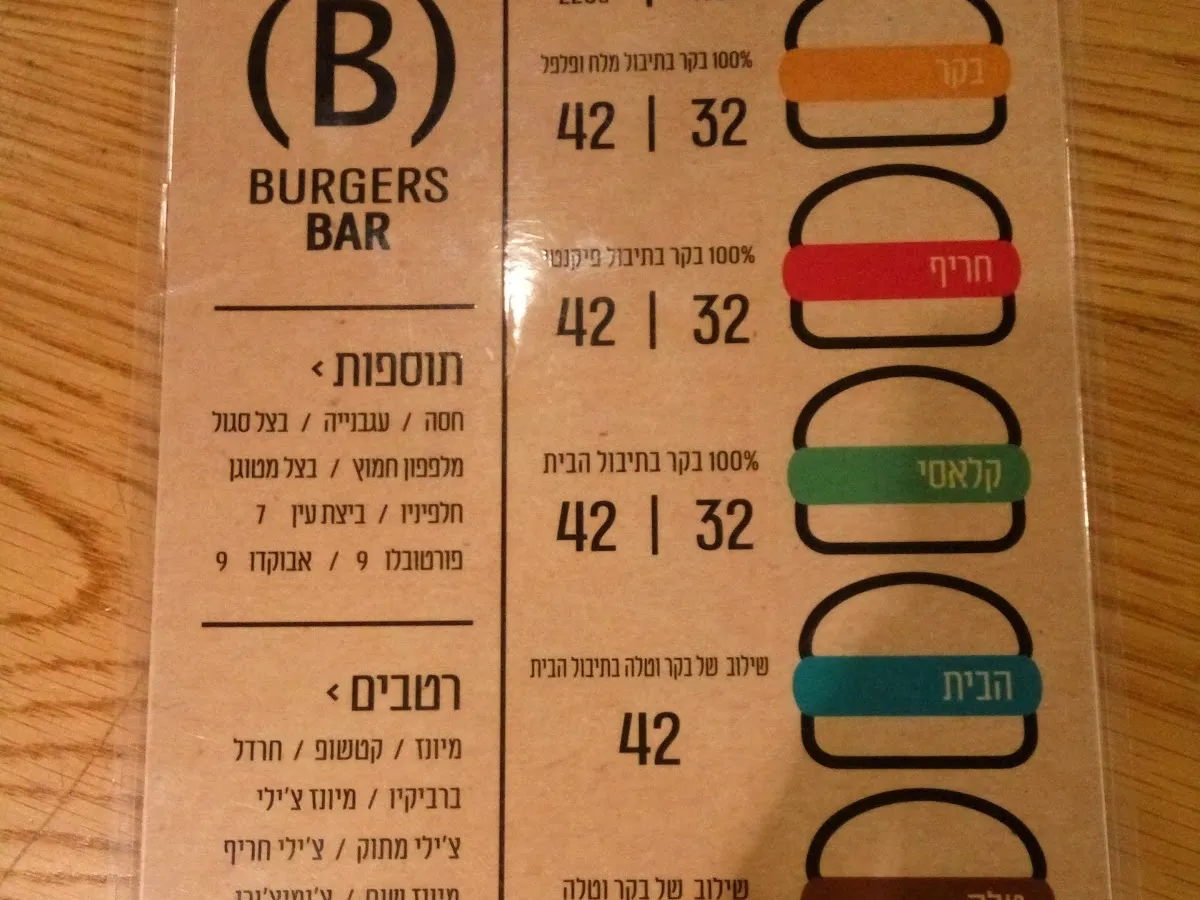 (B)
BURGERS
BAR
תוספות >
חסה / עגבנייה / בצל סגול
מלפפון חמוץ / בצל מטוגן
חלפיניו / ביצת עין 7
פורטובלו 9 / אבוקדו 9
רטבים >
מיונז / קטשופ / חרדל
ברביקיו / מיונז צ'ילי
צ'ילי מתוק / צ'ילי חריף
בקר
100% בקר בתיבול מלח ופלפל
32 | 42
חריף
100% בקר בתיבול פיקנטי
32 | 42
קלאסי
100% בקר בתיבול הבית
32 | 42
הבית
שילוב של בקר וטלה בתיבול הבית
42
שילוב של בקר וטלה